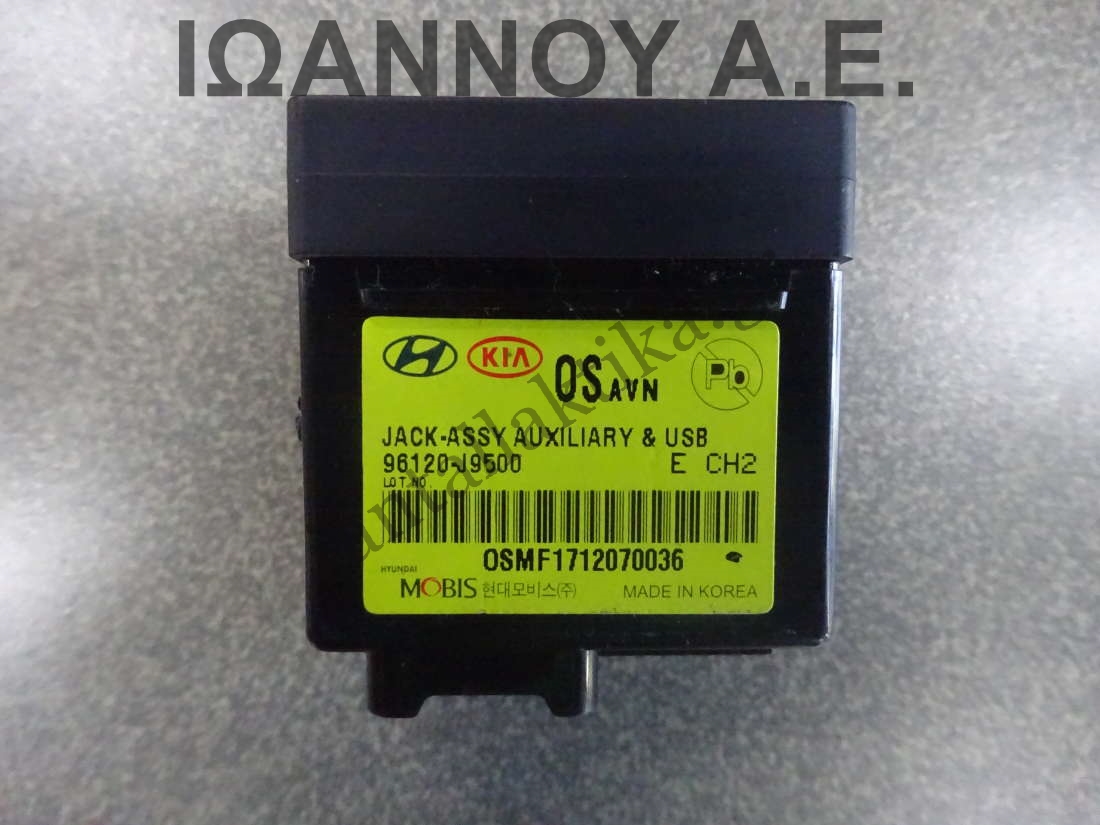 ΙΩΑΝΝΟΥ Α.Ε.
KIA OS AVN Pb
JACK-ASSY AUXILIARY & USB
96120-J9500 E CH2
LOT NO.
OSMF1712070036
HYUNDAI
MOBIS 현대모비스(주) MADE IN KOREA